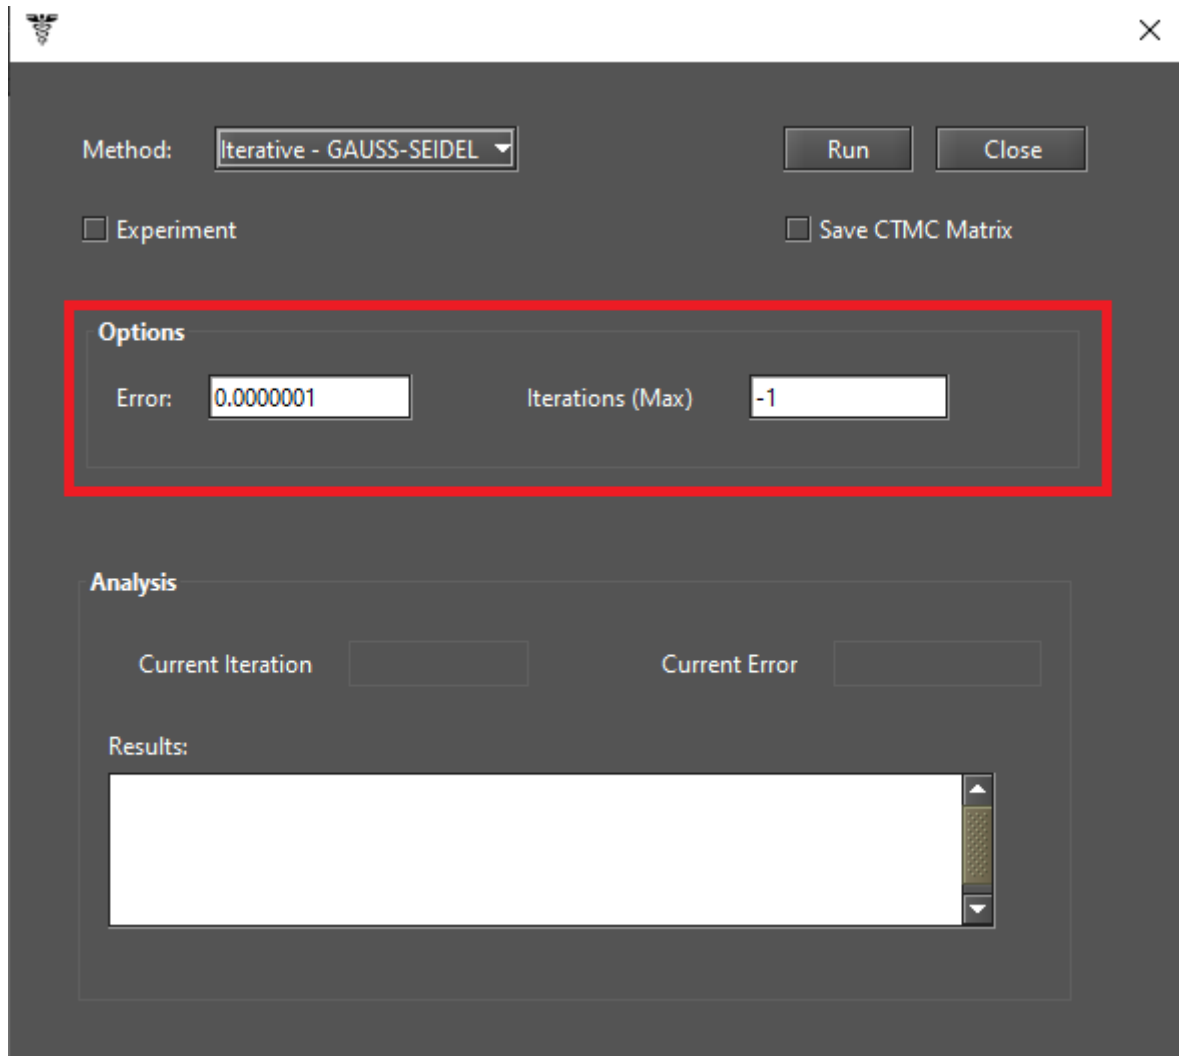 Method: Iterative - GAUSS-SEIDEL Run Close
Experiment Save CTMC Matrix
Options
Error: 0.0000001 Iterations (Max) -1
Analysis
Current Iteration Current Error
Results: